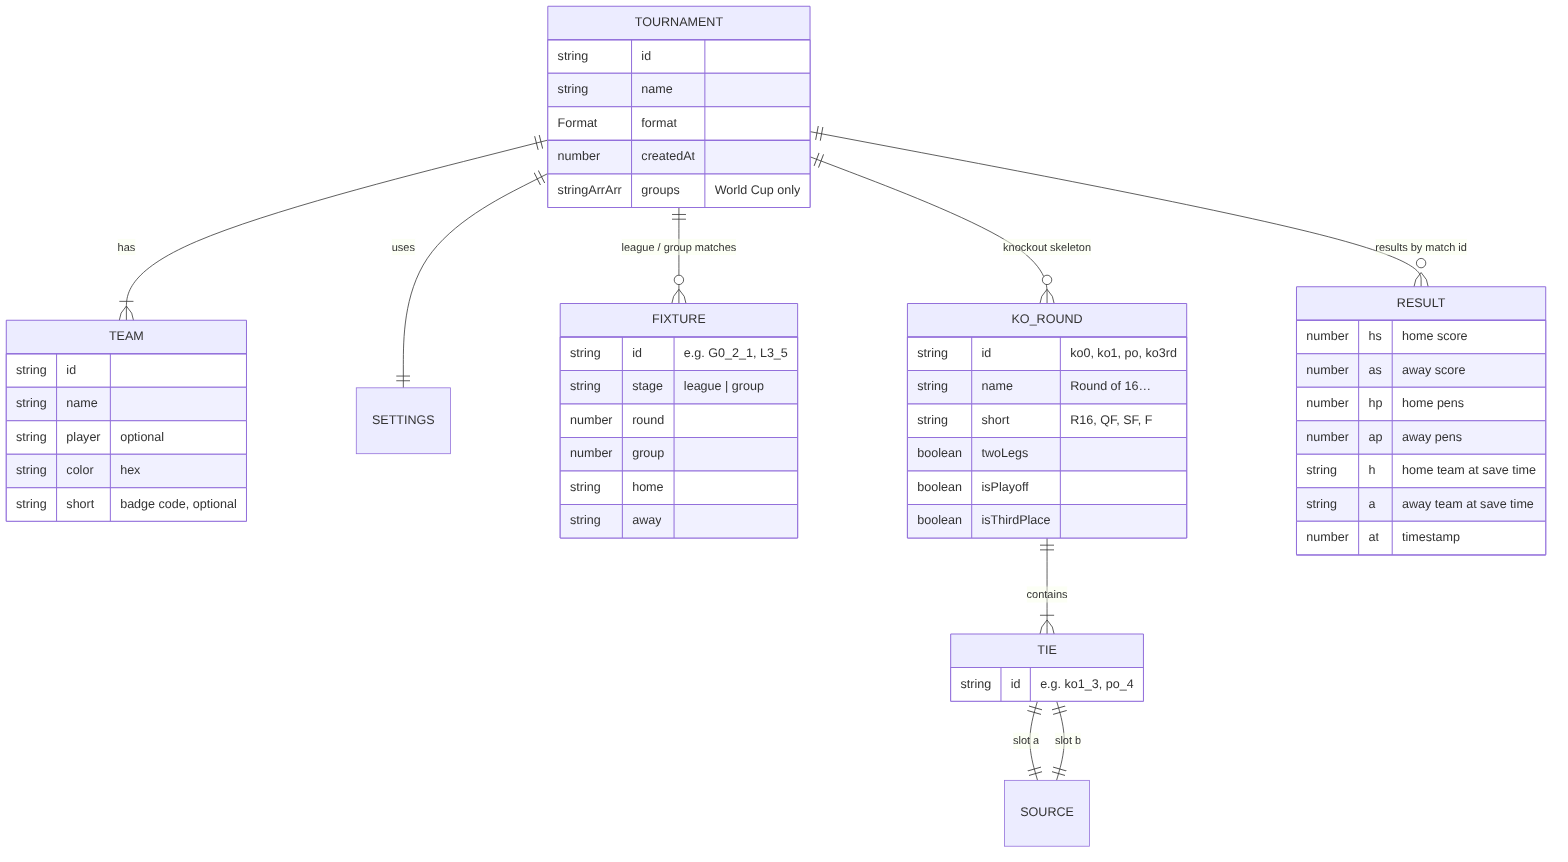 TOURNAMENT
string id
string name
Format format
number createdAt
stringArrArr groups World Cup only
has
uses
league / group matches
knockout skeleton
results by match id
TEAM
string id
string name
string player optional
string color hex
string short badge code, optional
SETTINGS
FIXTURE
string id e.g. G0_2_1, L3_5
string stage league | group
number round
number group
string home
string away
KO_ROUND
string id ko0, ko1, po, ko3rd
string name Round of 16…
string short R16, QF, SF, F
boolean twoLegs
boolean isPlayoff
boolean isThirdPlace
RESULT
number hs home score
number as away score
number hp home pens
number ap away pens
string h home team at save time
string a away team at save time
number at timestamp
contains
TIE
string id e.g. ko1_3, po_4
slot a
slot b
SOURCE